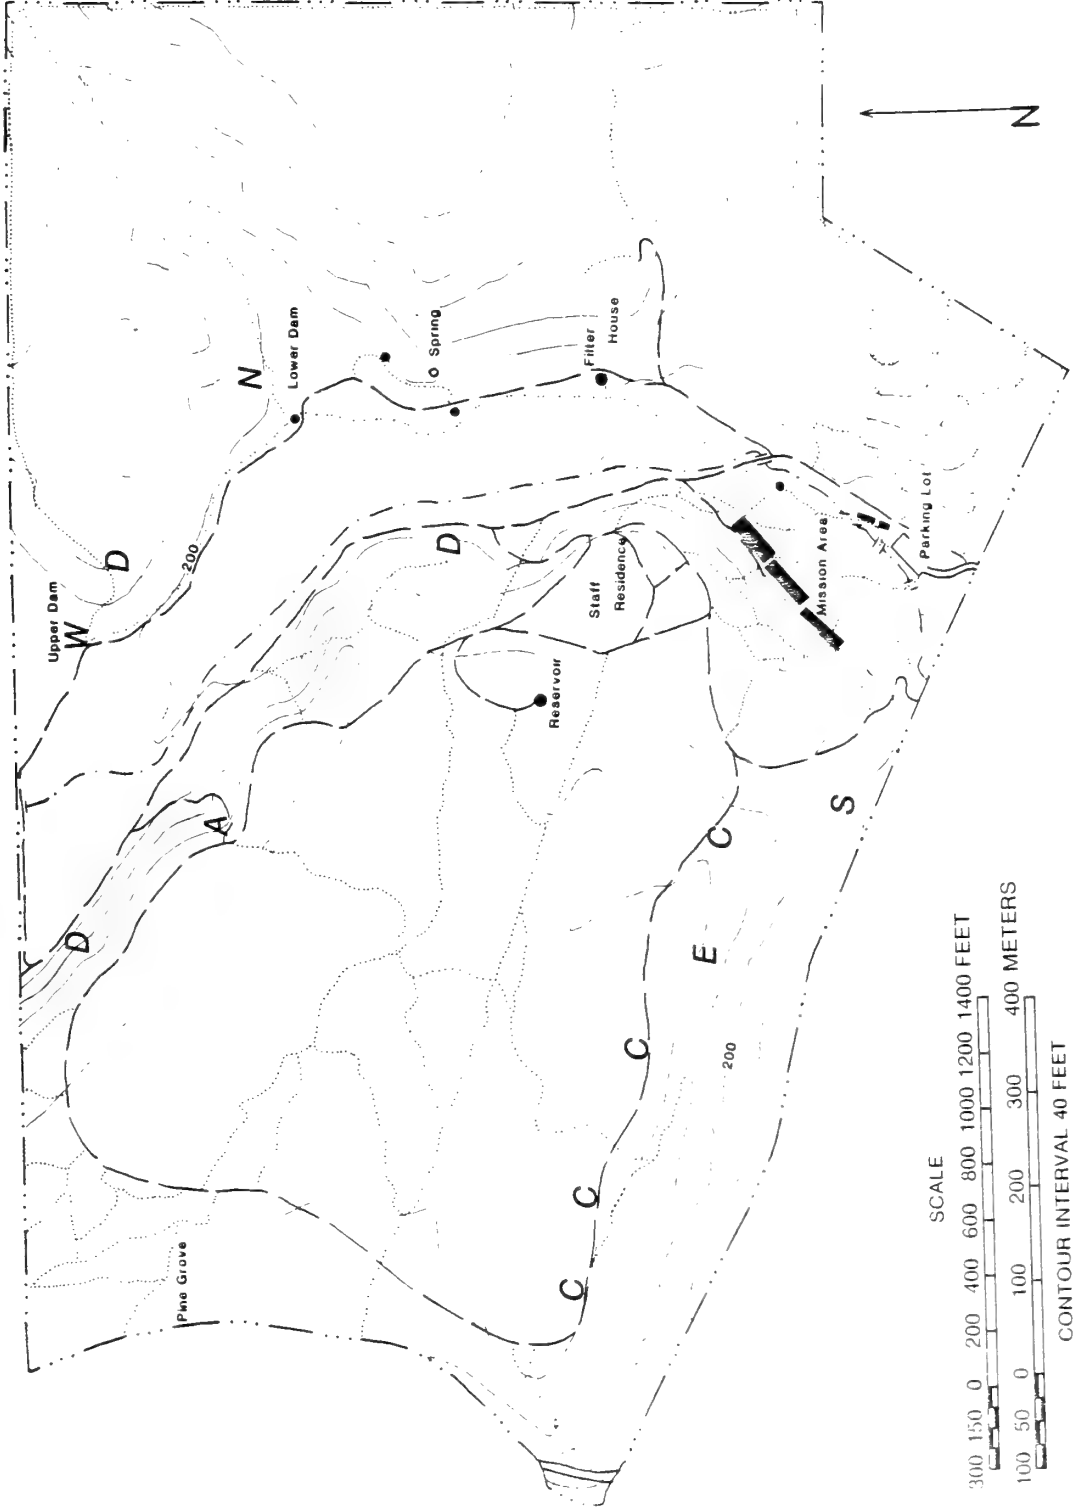 Upper Dam
W
D
200
N
Lower Dam
Spring
Filter
House
N
D
D
A
Staff
Residence
Reservoir
Mission Area
Parking Lot
Pine Grove
C
S
E
C
200
C
C
SCALE
300 150 0 200 400 600 800 1000 1200 1400 FEET
100 50 0 100 200 300 400 METERS
CONTOUR INTERVAL 40 FEET